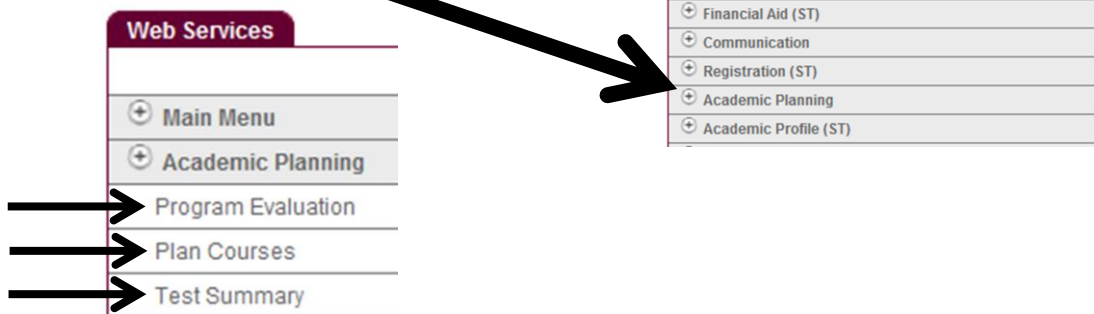 Web Services
Main Menu
Academic Planning
Program Evaluation
Plan Courses
Test Summary
Financial Aid (ST)
Communication
Registration (ST)
Academic Planning
Academic Profile (ST)